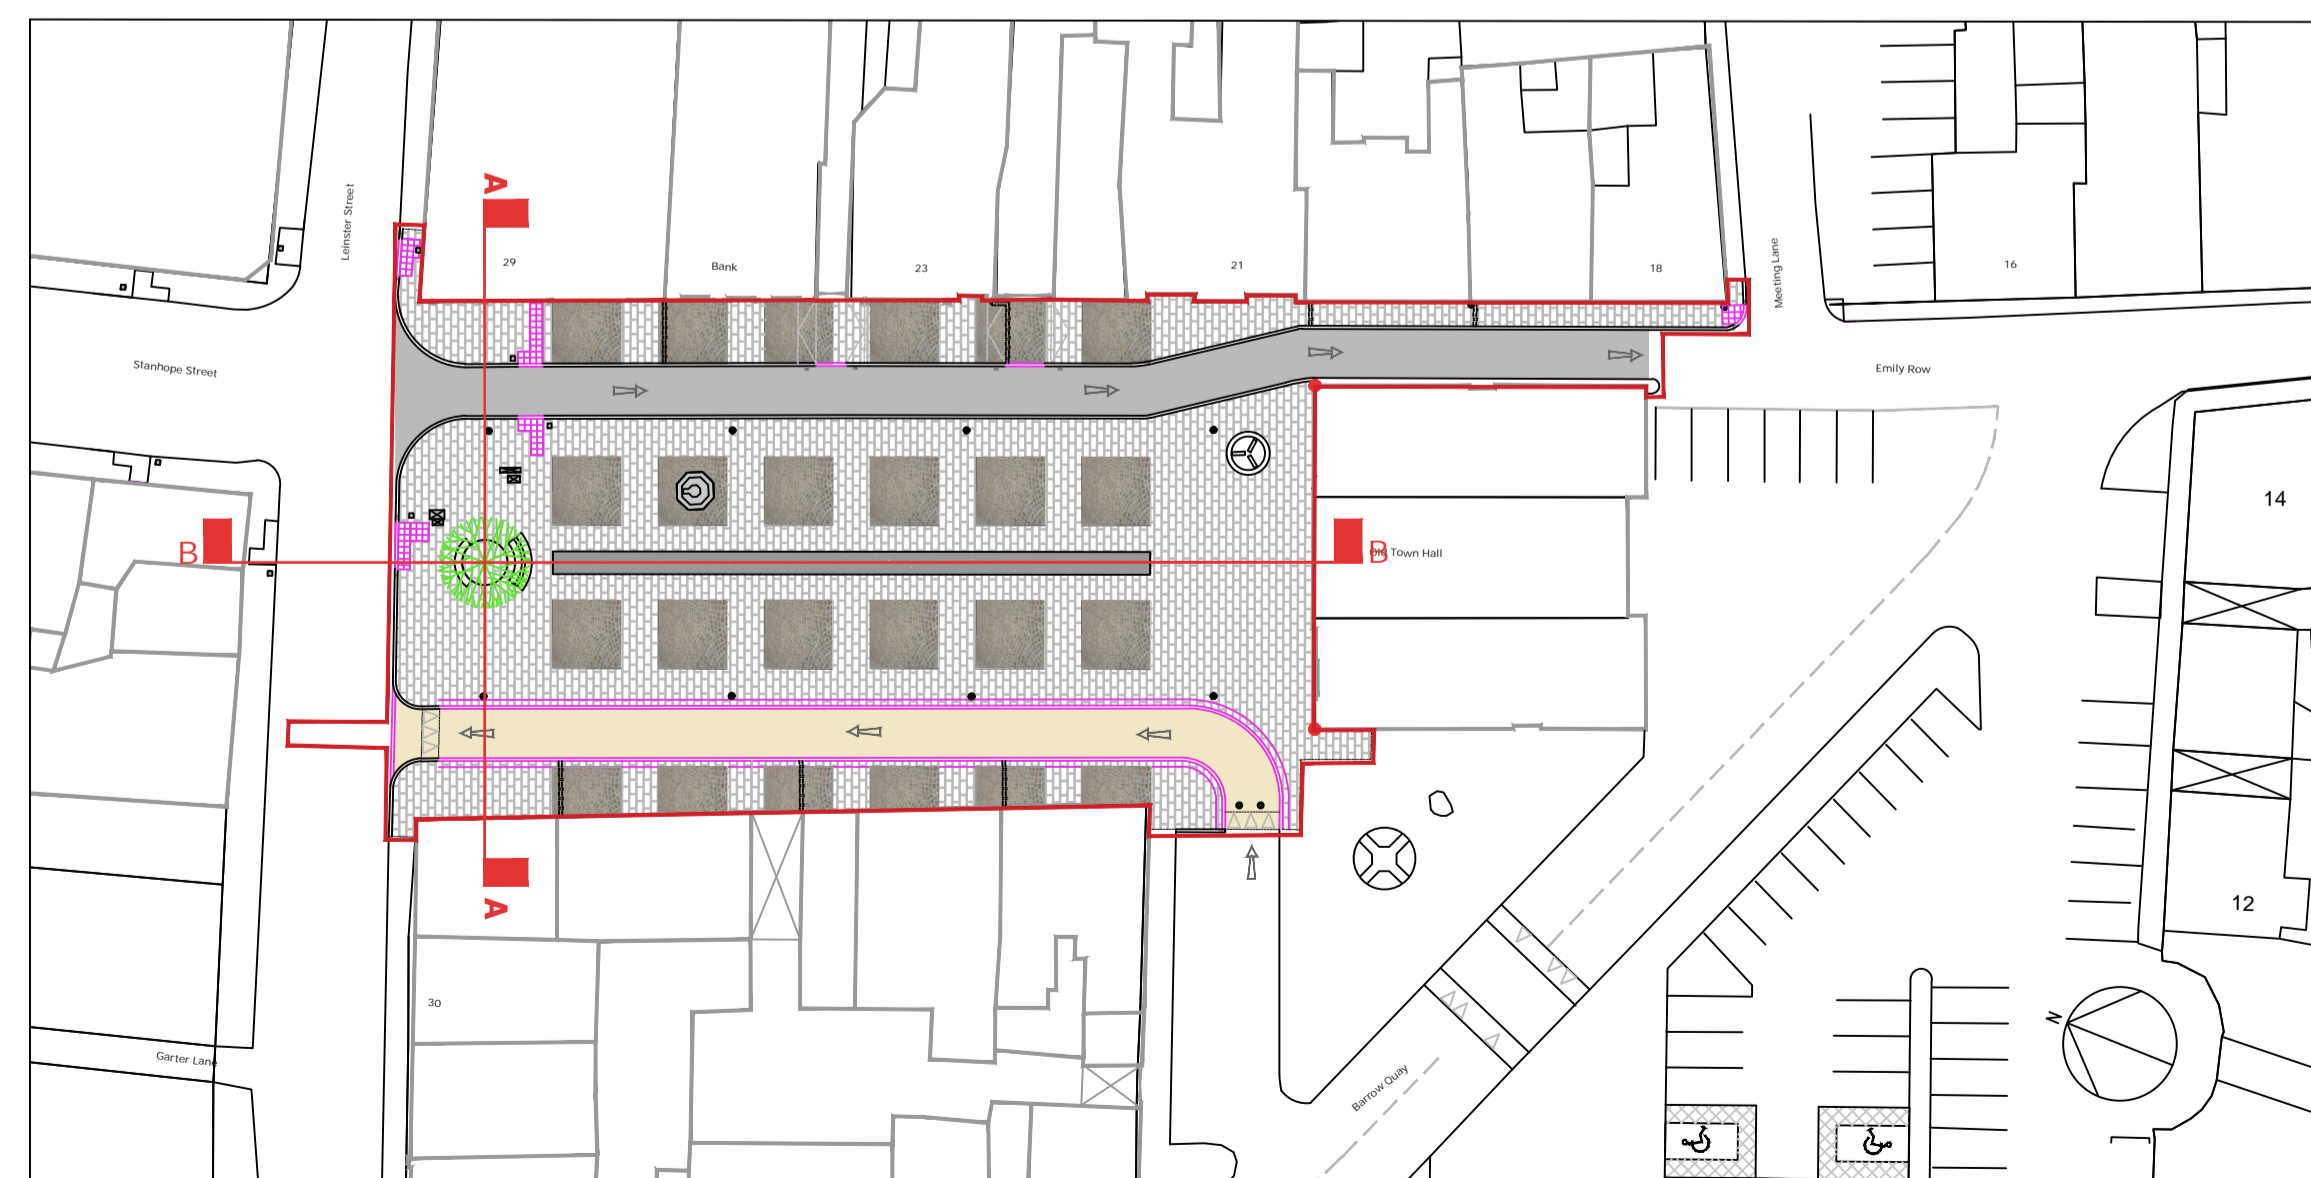 A
Leinster Street
29
Bank
23
21
18
Meeting Lane
16
Stanhope Street
Emily Row
14
B
Old Town Hall
B
12
A
30
N
Garter Lane
Barrow Quay